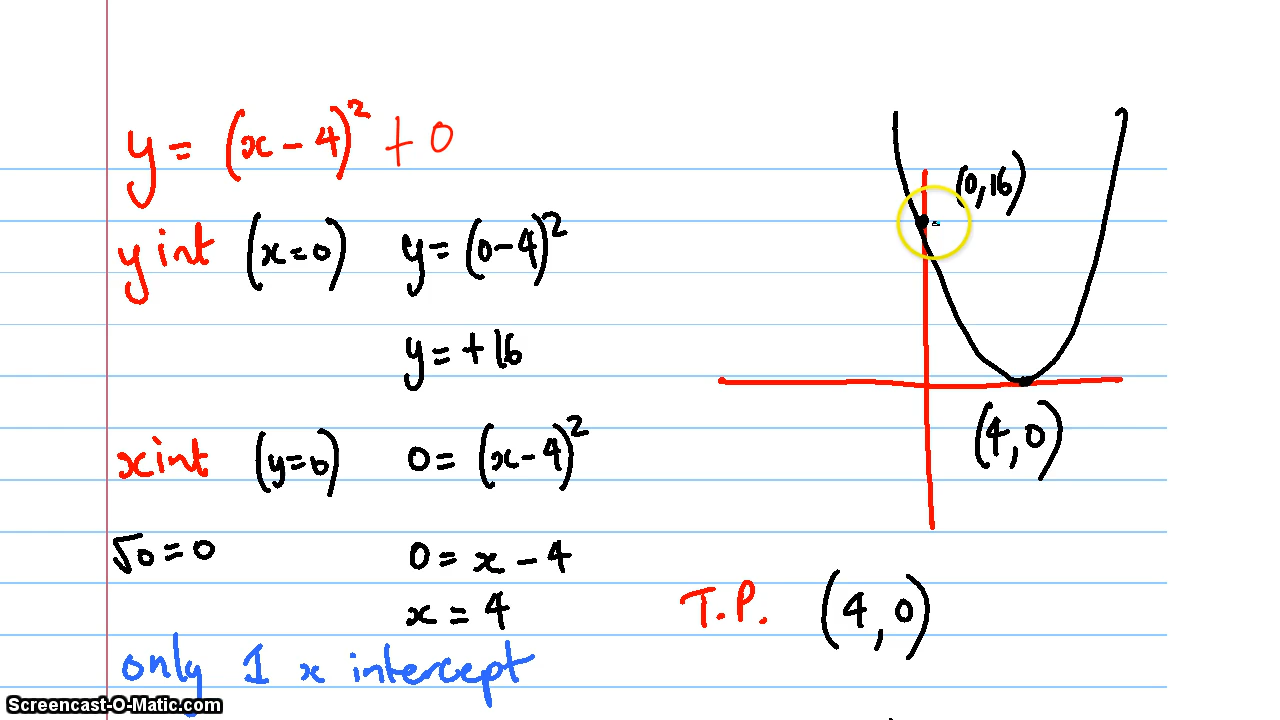 y = (x - 4)² + 0
y int (x = 0) y = (0 - 4)²
y = +16
x int (y = 0) 0 = (x - 4)²
√0 = 0 0 = x - 4
x = 4
only 1 x intercept
(0, 16)
(4, 0)
T.P. (4, 0)
Screencast-O-Matic.com